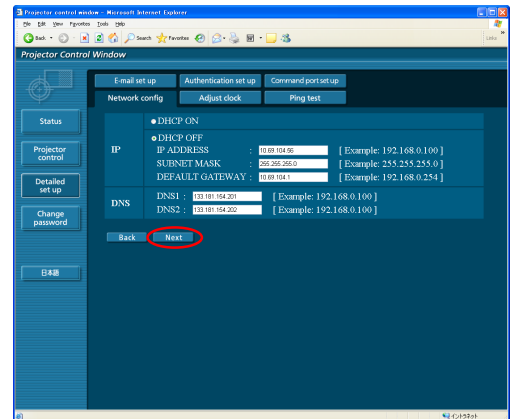 Projector control window - Microsoft Internet Explorer
File Edit View Favorites Tools Help
Back Search Favorites Links
Projector Control Window
E-mail set up Authentication set up Command port set up
Network config Adjust clock Ping test
Status
Projector control
Detailed set up
Change password
日本語
DHCP ON
DHCP OFF
IP
IP ADDRESS : 10.69.104.66 [ Example: 192.168.0.100 ]
SUBNET MASK : 255.255.255.0 [ Example: 255.255.255.0 ]
DEFAULT GATEWAY : 10.69.104.1 [ Example: 192.168.0.254 ]
DNS
DNS1 : 133.181.154.201 [ Example: 192.168.0.100 ]
DNS2 : 133.181.154.202 [ Example: 192.168.0.100 ]
Back Next
イントラネット